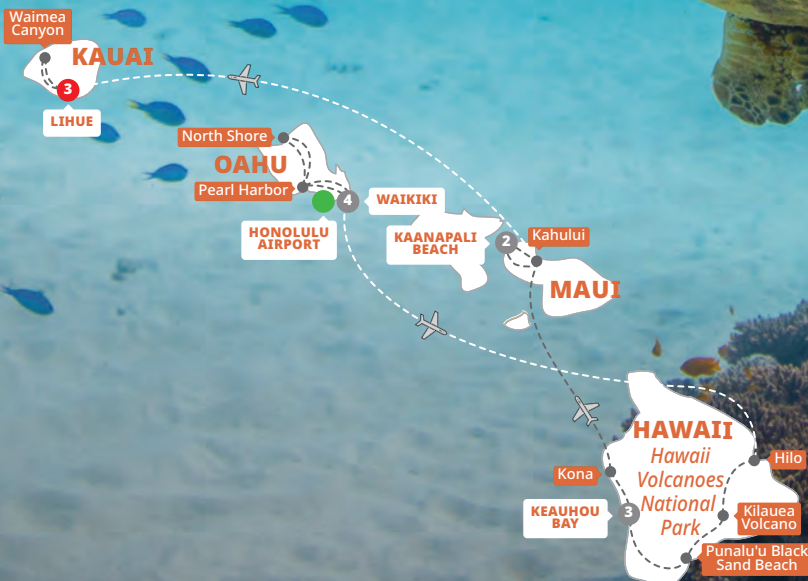 Waimea
Canyon
KAUAI
3
LIHUE
North Shore
OAHU
Pearl Harbor
4
WAIKIKI
HONOLULU
AIRPORT
KAANAPALI
BEACH
2
Kahului
MAUI
HAWAII
Hawaii
Volcanoes
National
Park
Hilo
Kona
KEAUHOU
BAY
3
Kilauea
Volcano
Punalu'u Black
Sand Beach